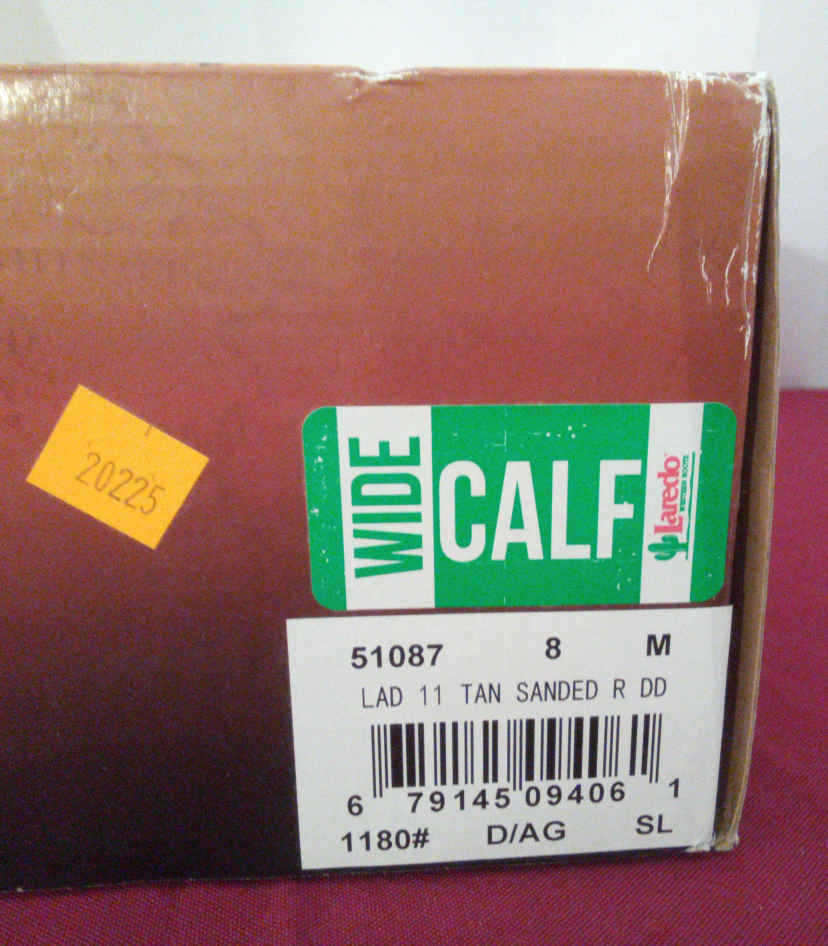 20225
WIDE
CALF
Laredo
WESTERN BOOTS
51087 8 M
LAD 11 TAN SANDED R DD
6 79145 09406 1
1180# D/AG SL